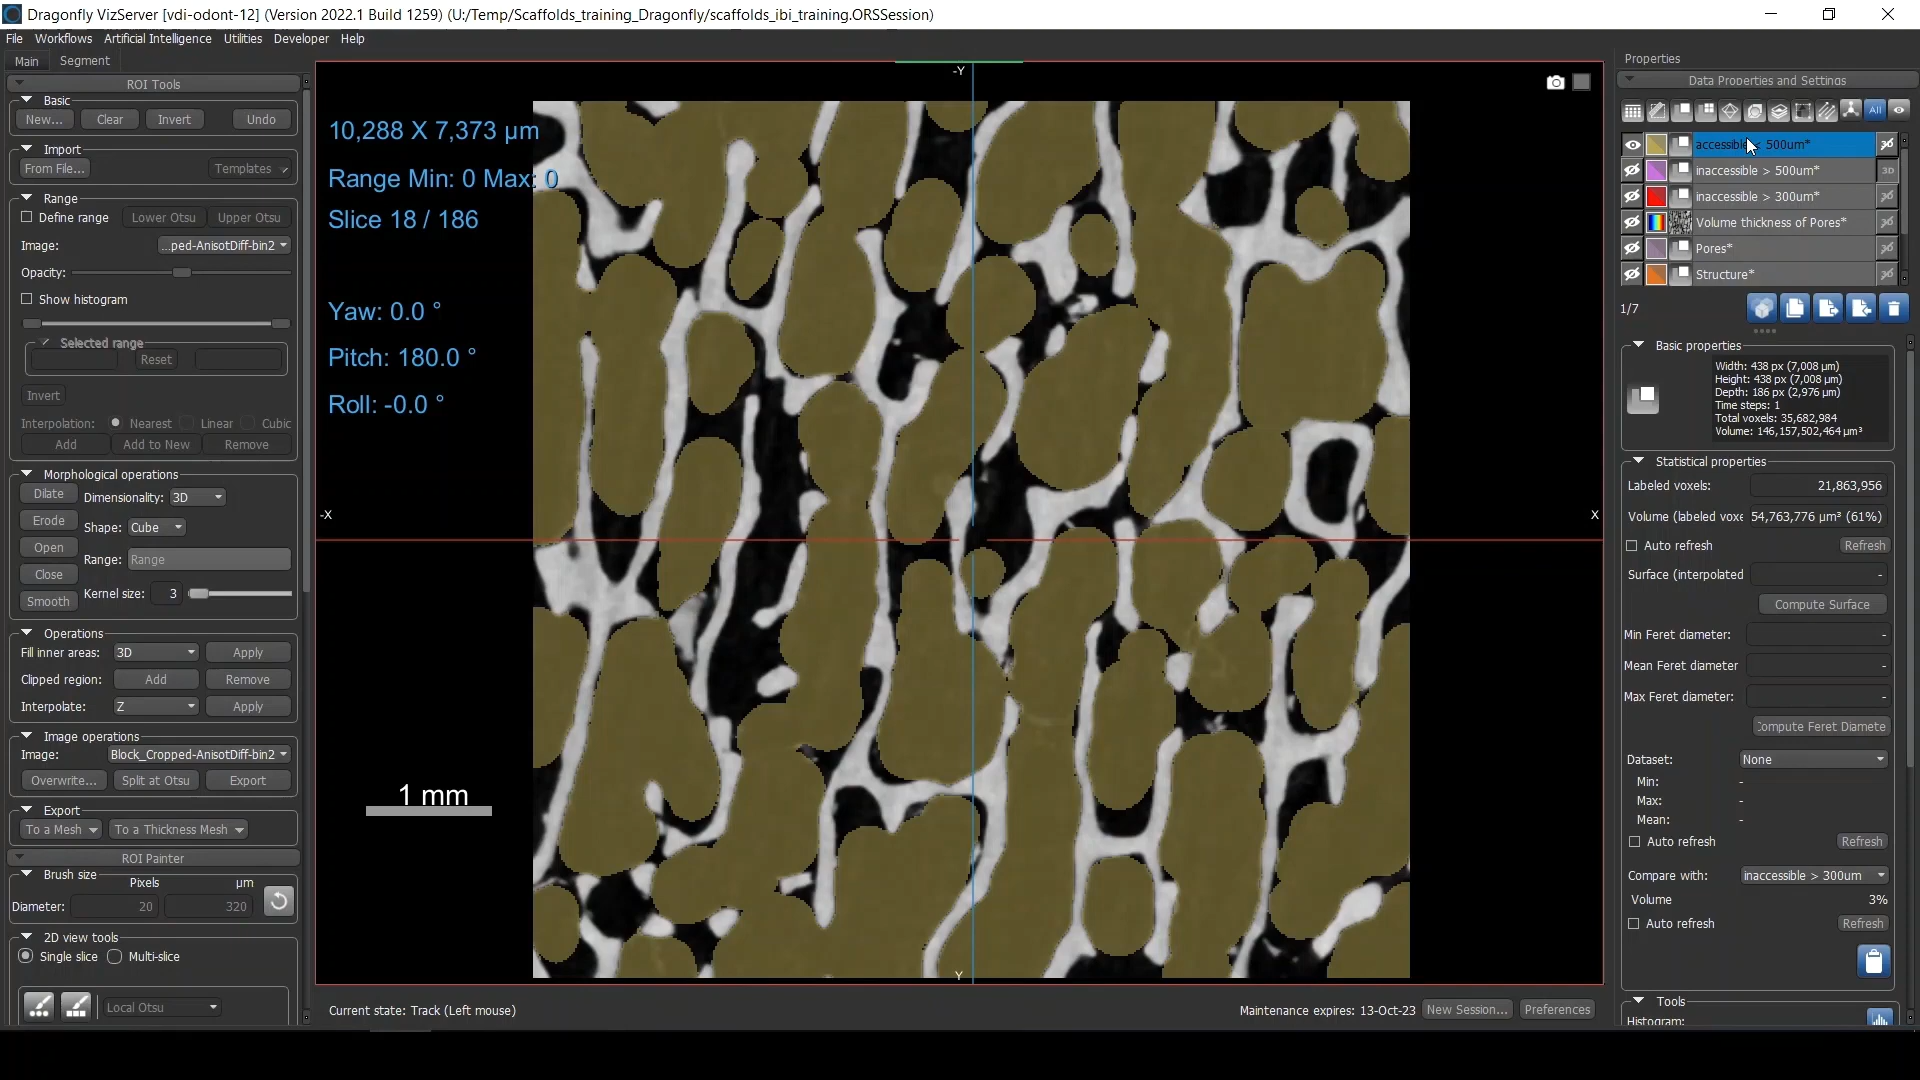 Dragonfly VizServer [vdi-odont-12] (Version 2022.1 Build 1259) (U:/Temp/Scaffolds_training_Dragonfly/scaffolds_ibi_training.ORSSession)
File Workflows Artificial Intelligence Utilities Developer Help
Main Segment
ROI Tools
Basic
New... Clear Invert Undo
Import
From File... Templates
Range
Define range Lower Otsu Upper Otsu
Image: ...ped-AnisotDiff-bin2
Opacity:
Show histogram
Selected range
Reset
Invert
Interpolation: Nearest Linear Cubic
Add Add to New Remove
Morphological operations
Dilate Dimensionality: 3D
Erode Shape: Cube
Open Range: Range
Close
Kernel size: 3
Smooth
Operations
Fill inner areas: 3D Apply
Clipped region: Add Remove
Interpolate: Z Apply
Image operations
Image: Block_Cropped-AnisotDiff-bin2
Overwrite... Split at Otsu Export
Export
To a Mesh To a Thickness Mesh
ROI Painter
Brush size
Pixels µm
Diameter: 20 320
2D view tools
Single slice Multi-slice
Local Otsu
-Y
10,288 X 7,373 µm
Range Min: 0 Max: 0
Slice 18 / 186
Yaw: 0.0 °
Pitch: 180.0 °
Roll: -0.0 °
-X X
1 mm
Y
Current state: Track (Left mouse) Maintenance expires: 13-Oct-23 New Session... Preferences
Properties
Data Properties and Settings
All
accessible < 500um*
inaccessible > 500um* 3D
inaccessible > 300um*
Volume thickness of Pores*
Pores*
Structure*
1/7
Basic properties
Width: 438 px (7,008 µm)
Height: 438 px (7,008 µm)
Depth: 186 px (2,976 µm)
Time steps: 1
Total voxels: 35,682,984
Volume: 146,157,502,464 µm³
Statistical properties
Labeled voxels: 21,863,956
Volume (labeled voxe 54,763,776 µm³ (61%)
Auto refresh Refresh
Surface (interpolated -
Compute Surface
Min Feret diameter: -
Mean Feret diameter -
Max Feret diameter: -
Compute Feret Diamete
Dataset: None
Min: -
Max: -
Mean: -
Auto refresh Refresh
Compare with: inaccessible > 300um
Volume 3%
Auto refresh Refresh
Tools
Histogram: